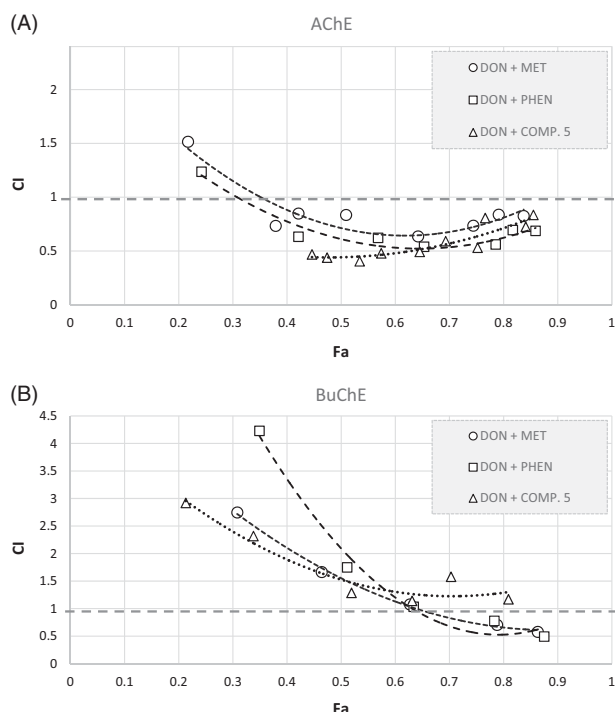 (A)
AChE
DON + MET
DON + PHEN
DON + COMP. 5
2
1.5
1
0.5
0
CI
0 0.1 0.2 0.3 0.4 0.5 0.6 0.7 0.8 0.9 1
Fa
(B)
BuChE
DON + MET
DON + PHEN
DON + COMP. 5
4.5
4
3.5
3
2.5
2
1.5
1
0.5
0
CI
0 0.1 0.2 0.3 0.4 0.5 0.6 0.7 0.8 0.9 1
Fa